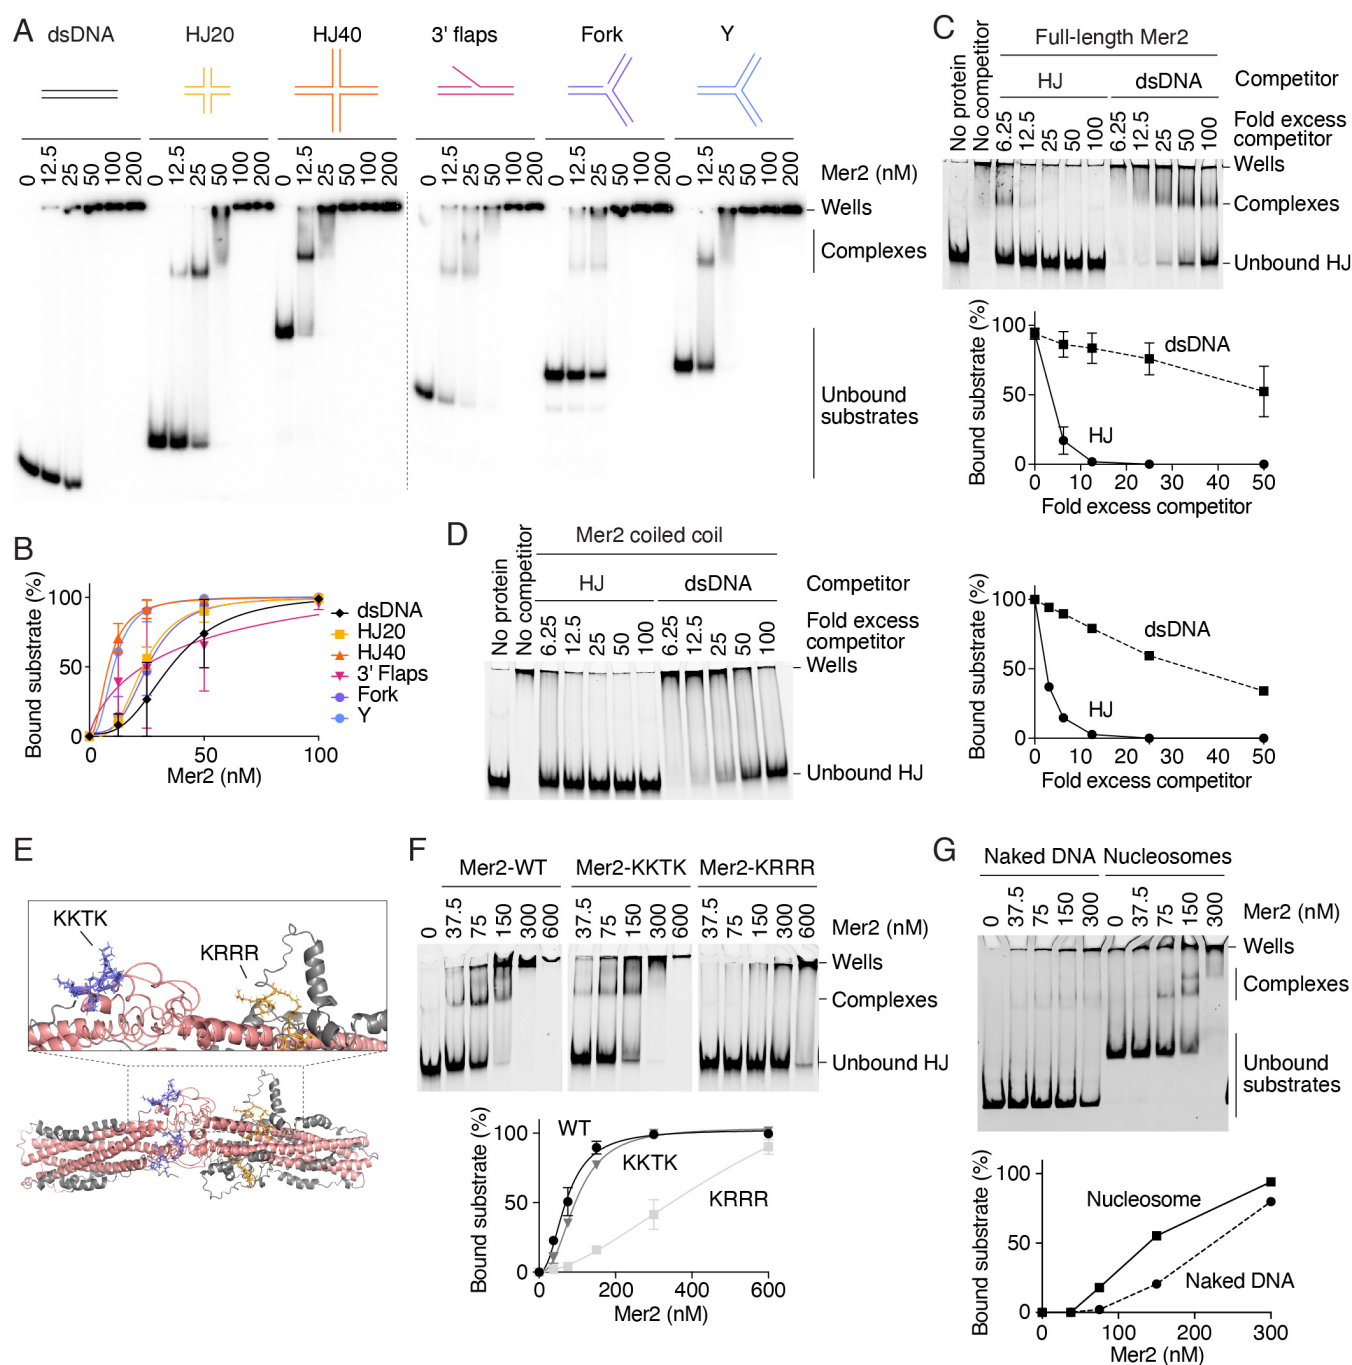 A
dsDNA HJ20 HJ40 3' flaps Fork Y
0 12.5 25 50 100 200 0 12.5 25 50 100 200 0 12.5 25 50 100 200 0 12.5 25 50 100 200 0 12.5 25 50 100 200 0 12.5 25 50 100 200 Mer2 (nM)
Wells
Complexes
Unbound
substrates
B
Bound substrate (%)
100
50
0
0 50 100
Mer2 (nM)
dsDNA
HJ20
HJ40
3' Flaps
Fork
Y
C
Full-length Mer2
HJ dsDNA Competitor
No protein No competitor 6.25 12.5 25 50 100 6.25 12.5 25 50 100 Fold excess
competitor
Wells
Complexes
Unbound HJ
Bound substrate (%)
100
50
0
dsDNA
HJ
0 10 20 30 40 50
Fold excess competitor
D
Mer2 coiled coil
HJ dsDNA Competitor
No protein No competitor 6.25 12.5 25 50 100 6.25 12.5 25 50 100 Fold excess
competitor
Wells
Unbound HJ
Bound substrate (%)
100
50
0
dsDNA
HJ
0 10 20 30 40 50
Fold excess competitor
E
KKTK
KRRR
F
Mer2-WT Mer2-KKTK Mer2-KRRR
0 37.5 75 150 300 600 37.5 75 150 300 600 37.5 75 150 300 600 Mer2 (nM)
Wells
Complexes
Unbound HJ
Bound substrate (%)
100
50
0
WT
KKTK
KRRR
0 200 400 600
Mer2 (nM)
G
Naked DNA Nucleosomes
0 37.5 75 150 300 0 37.5 75 150 300 Mer2 (nM)
Wells
Complexes
Unbound
substrates
Bound substrate (%)
100
50
0
Nucleosome
Naked DNA
0 100 200 300
Mer2 (nM)